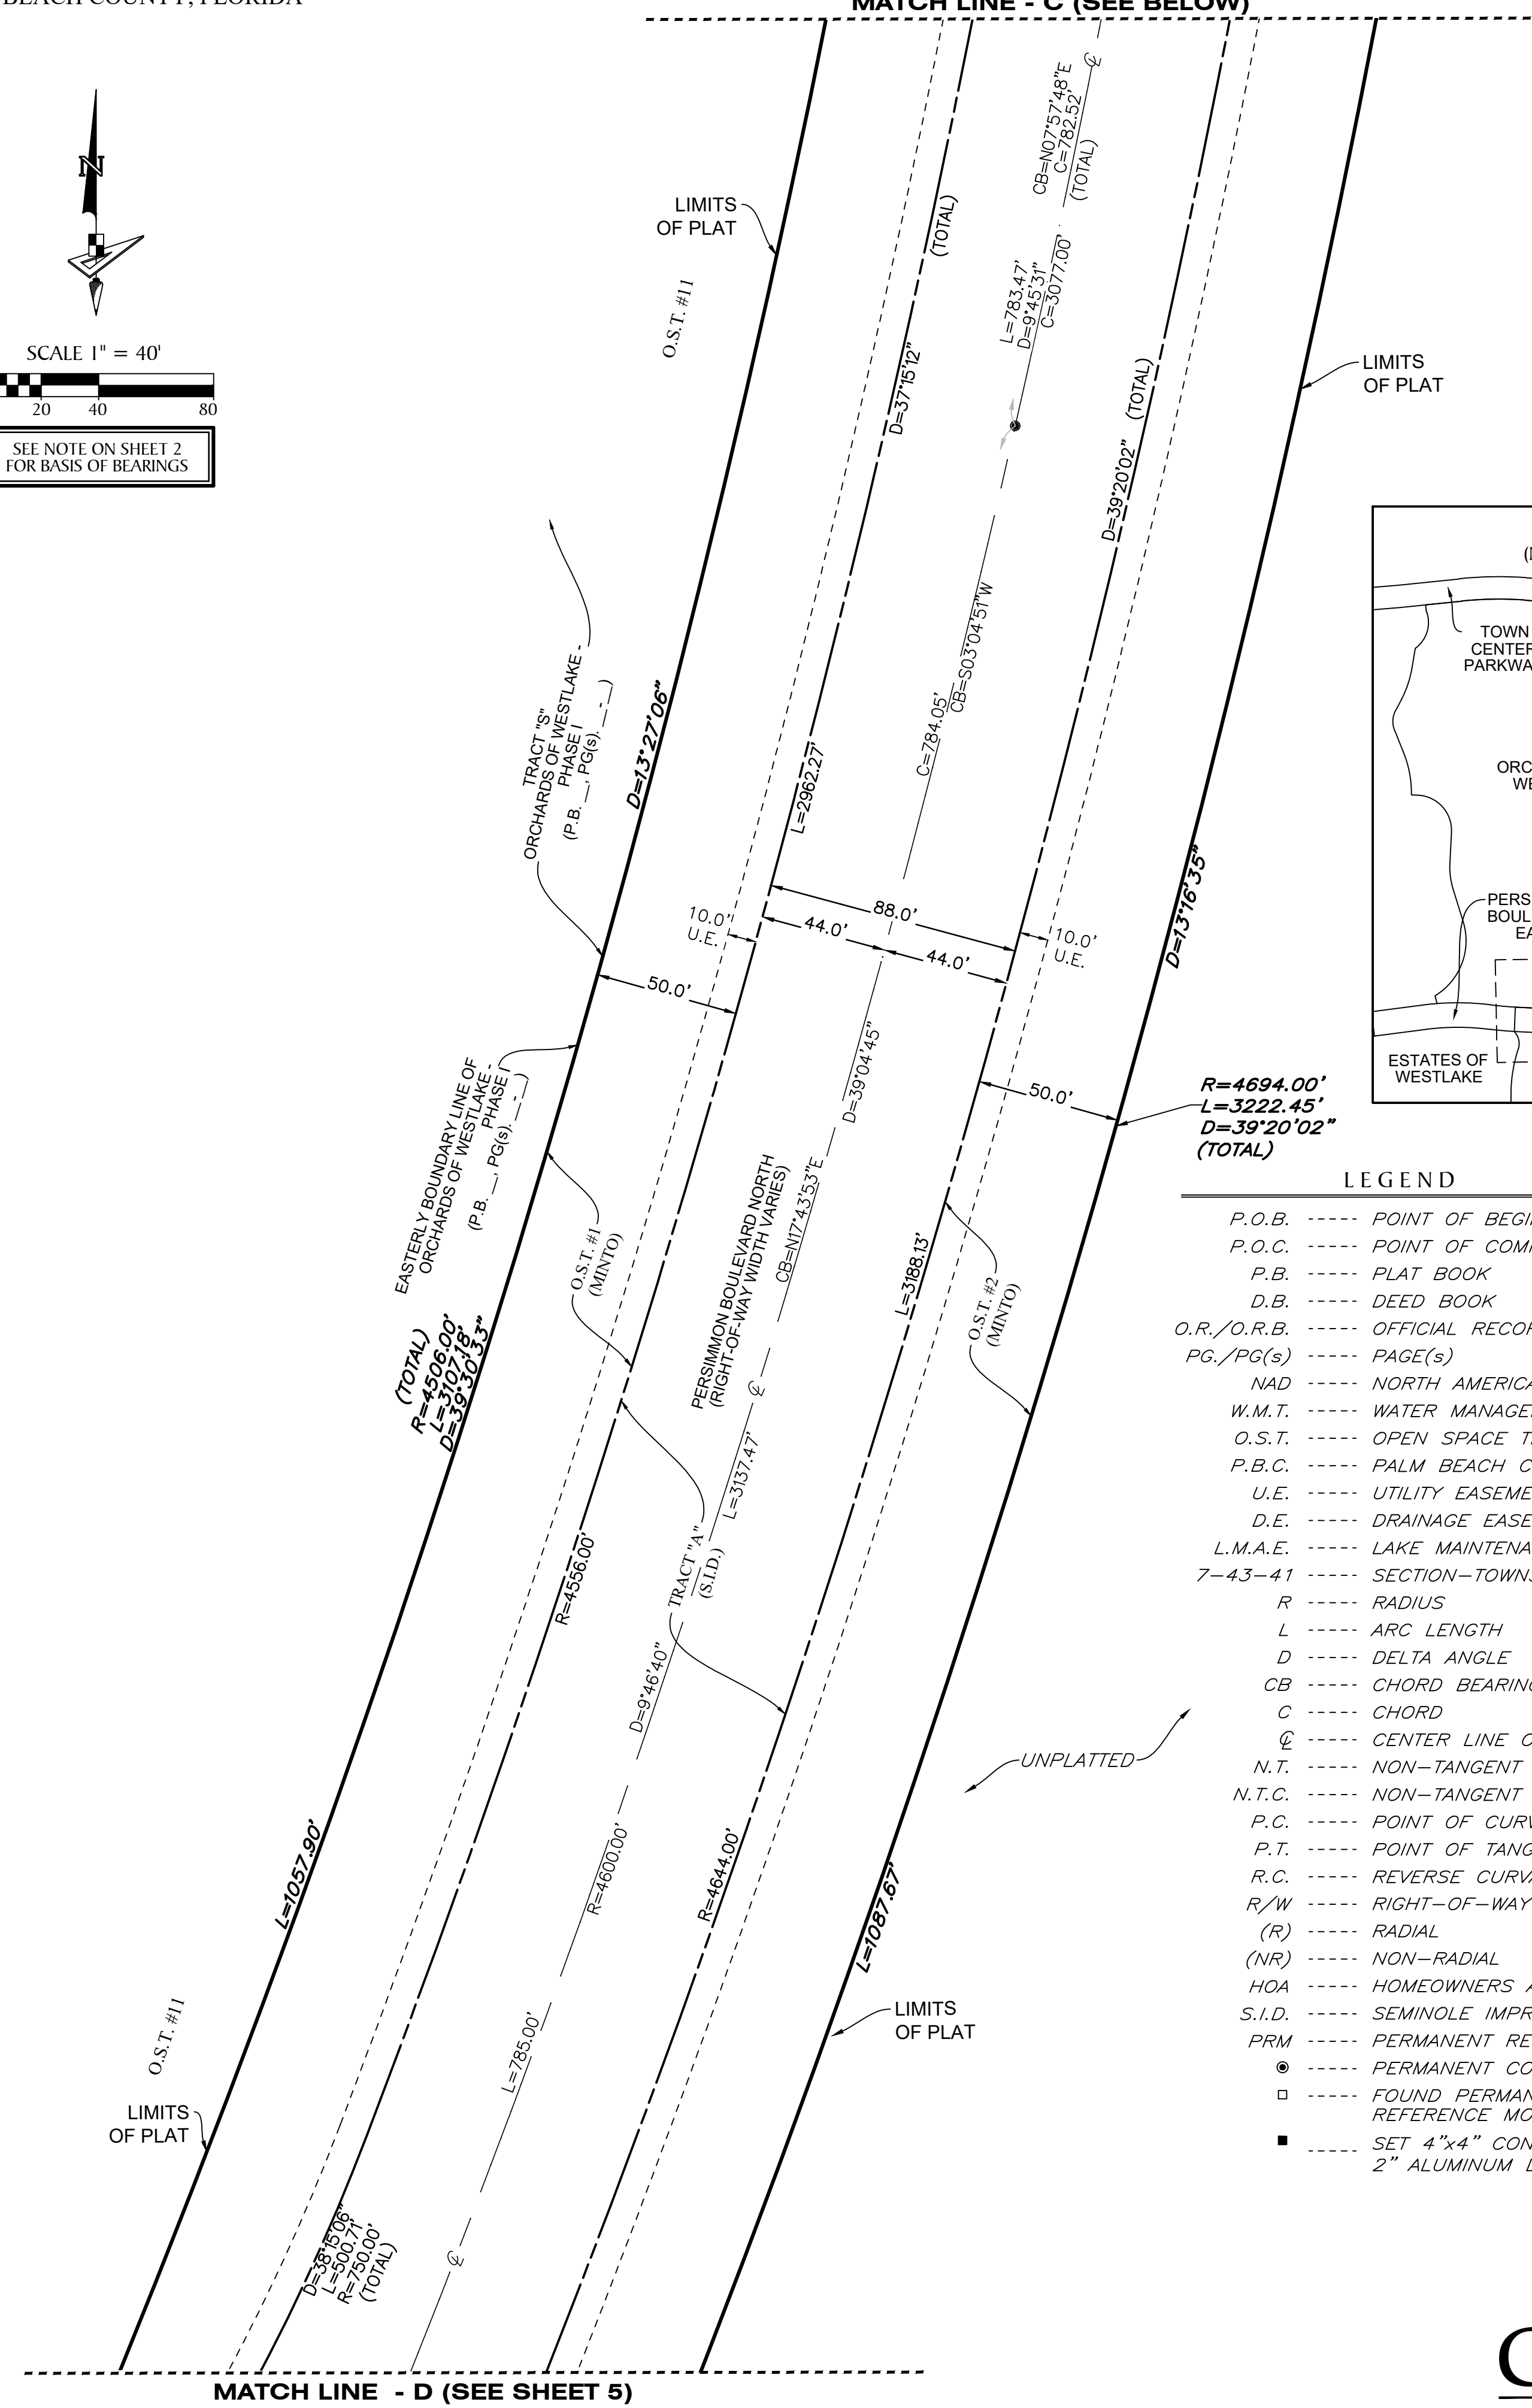 BEACH COUNTY, FLORIDA
MATCH LINE - C (SEE BELOW)
N
SCALE 1" = 40'
20 40 80
SEE NOTE ON SHEET 2
FOR BASIS OF BEARINGS
LIMITS
OF PLAT
O.S.T. #11
(TOTAL)
D=37°15'12"
L=2962.27'
CB=N07°57'48"E
C=782.52'
(TOTAL)
L=783.47'
D=9°45'31"
C=3077.00'
(TOTAL)
D=39°20'02"
LIMITS
OF PLAT
CB=S03°04'51"W
C=784.05'
TRACT "S"
ORCHARDS OF WESTLAKE -
PHASE I
(P.B. __, PG(s). __ - __)
D=13°27'06"
88.0'
44.0'
44.0'
10.0'
U.E.
10.0'
U.E.
50.0'
50.0'
D=13°16'35"
D=39°04'45"
EASTERLY BOUNDARY LINE OF
ORCHARDS OF WESTLAKE -
PHASE I
(P.B. __, PG(s). __ - __)
R=4694.00'
L=3222.45'
D=39°20'02"
(TOTAL)
O.S.T. #1
(MINTO)
PERSIMMON BOULEVARD NORTH
(RIGHT-OF-WAY WIDTH VARIES)
CB=N17°43'53"E
L=3188.13'
O.S.T. #2
(MINTO)
(TOTAL)
R=4506.00'
L=3107.18'
D=39°30'33"
L=3137.47'
TRACT "A"
(S.I.D.)
R=4556.00'
D=9°46'40"
UNPLATTED
R=4600.00'
R=4644.00'
L=1057.90'
L=1087.67'
L=785.00'
LIMITS
OF PLAT
O.S.T. #11
LIMITS
OF PLAT
D=38°15'06"
L=500.71'
R=750.00'
(TOTAL)
MATCH LINE - D (SEE SHEET 5)
TOWN
CENTER
PARKWA
ORC
WE
PERS
BOUL
EA
ESTATES OF
WESTLAKE
LEGEND
P.O.B. ----- POINT OF BEGI
P.O.C. ----- POINT OF COM
P.B. ----- PLAT BOOK
D.B. ----- DEED BOOK
O.R./O.R.B. ----- OFFICIAL RECOR
PG./PG(s) ----- PAGE(s)
NAD ----- NORTH AMERICA
W.M.T. ----- WATER MANAGE
O.S.T. ----- OPEN SPACE T
P.B.C. ----- PALM BEACH C
U.E. ----- UTILITY EASEME
D.E. ----- DRAINAGE EASE
L.M.A.E. ----- LAKE MAINTENA
7-43-41 ----- SECTION-TOWNS
R ----- RADIUS
L ----- ARC LENGTH
D ----- DELTA ANGLE
CB ----- CHORD BEARING
C ----- CHORD
℄ ----- CENTER LINE O
N.T. ----- NON-TANGENT
N.T.C. ----- NON-TANGENT
P.C. ----- POINT OF CURV
P.T. ----- POINT OF TANG
R.C. ----- REVERSE CURVA
R/W ----- RIGHT-OF-WAY
(R) ----- RADIAL
(NR) ----- NON-RADIAL
HOA ----- HOMEOWNERS A
S.I.D. ----- SEMINOLE IMPR
PRM ----- PERMANENT RE
----- PERMANENT CO
----- FOUND PERMAN
REFERENCE MO
----- SET 4"x4" CON
2" ALUMINUM